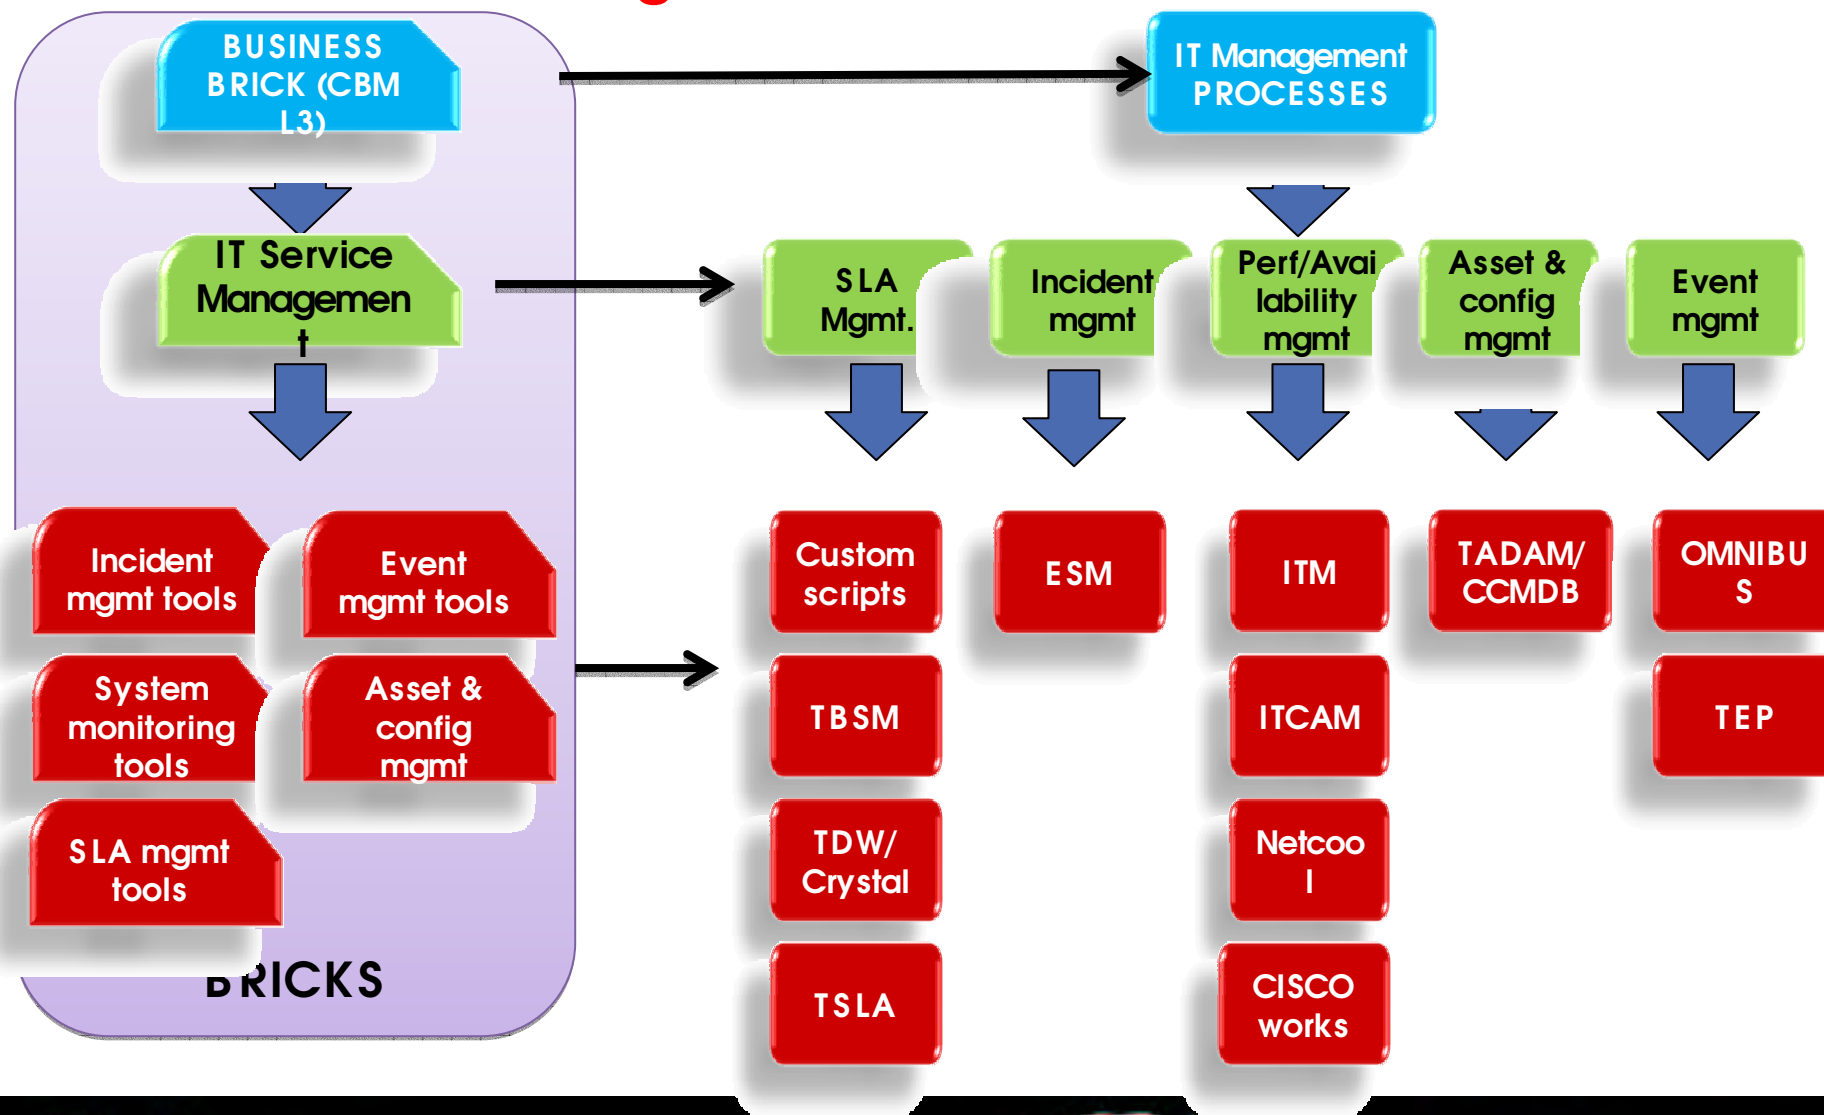 BUSINESS
BRICK (CBM
L3)
IT Management
PROCESSES
IT Service
Managemen
t
SLA
Mgmt.
Incident
mgmt
Perf/Avai
lability
mgmt
Asset &
config
mgmt
Event
mgmt
Incident
mgmt tools
Event
mgmt tools
System
monitoring
tools
Asset &
config
mgmt
SLA mgmt
tools
BRICKS
Custom
scripts
TBSM
TDW/
Crystal
TSLA
ESM
ITM
ITCAM
Netcoo
l
CISCO
works
TADAM/
CCMDB
OMNIBU
S
TEP